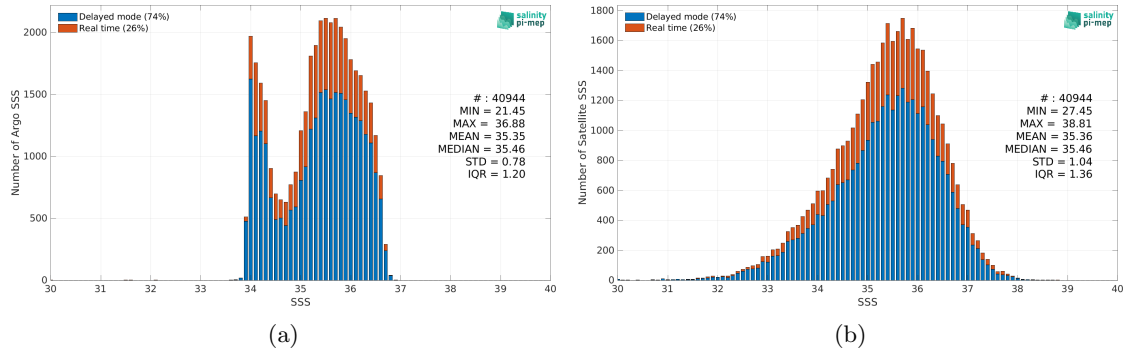 Delayed mode (74%)
Real time (26%)
salinity
pi-mep
Number of Argo SSS
2000
1500
1000
500
0
# : 40944
MIN = 21.45
MAX = 36.88
MEAN = 35.35
MEDIAN = 35.46
STD = 0.78
IQR = 1.20
30 31 32 33 34 35 36 37 38 39 40
SSS
(a)
Delayed mode (74%)
Real time (26%)
salinity
pi-mep
Number of Satellite SSS
1800
1600
1400
1200
1000
800
600
400
200
0
# : 40944
MIN = 27.45
MAX = 38.81
MEAN = 35.36
MEDIAN = 35.46
STD = 1.04
IQR = 1.36
30 31 32 33 34 35 36 37 38 39 40
SSS
(b)